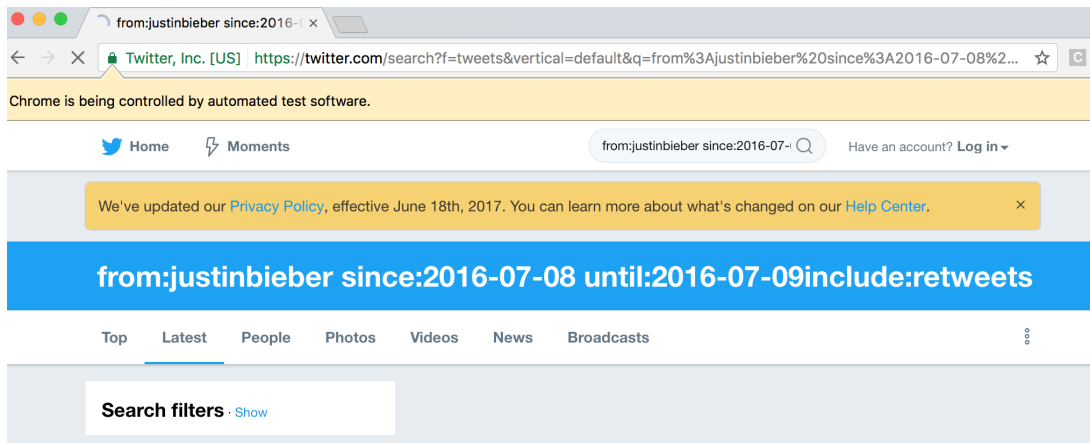 from:justinbieber since:2016-0
Twitter, Inc. [US] https://twitter.com/search?f=tweets&vertical=default&q=from%3Ajustinbieber%20since%3A2016-07-08%2...
C
Chrome is being controlled by automated test software.
Home Moments from:justinbieber since:2016-07-0 Have an account? Log in
We've updated our Privacy Policy, effective June 18th, 2017. You can learn more about what's changed on our Help Center.
from:justinbieber since:2016-07-08 until:2016-07-09include:retweets
Top Latest People Photos Videos News Broadcasts
Search filters · Show